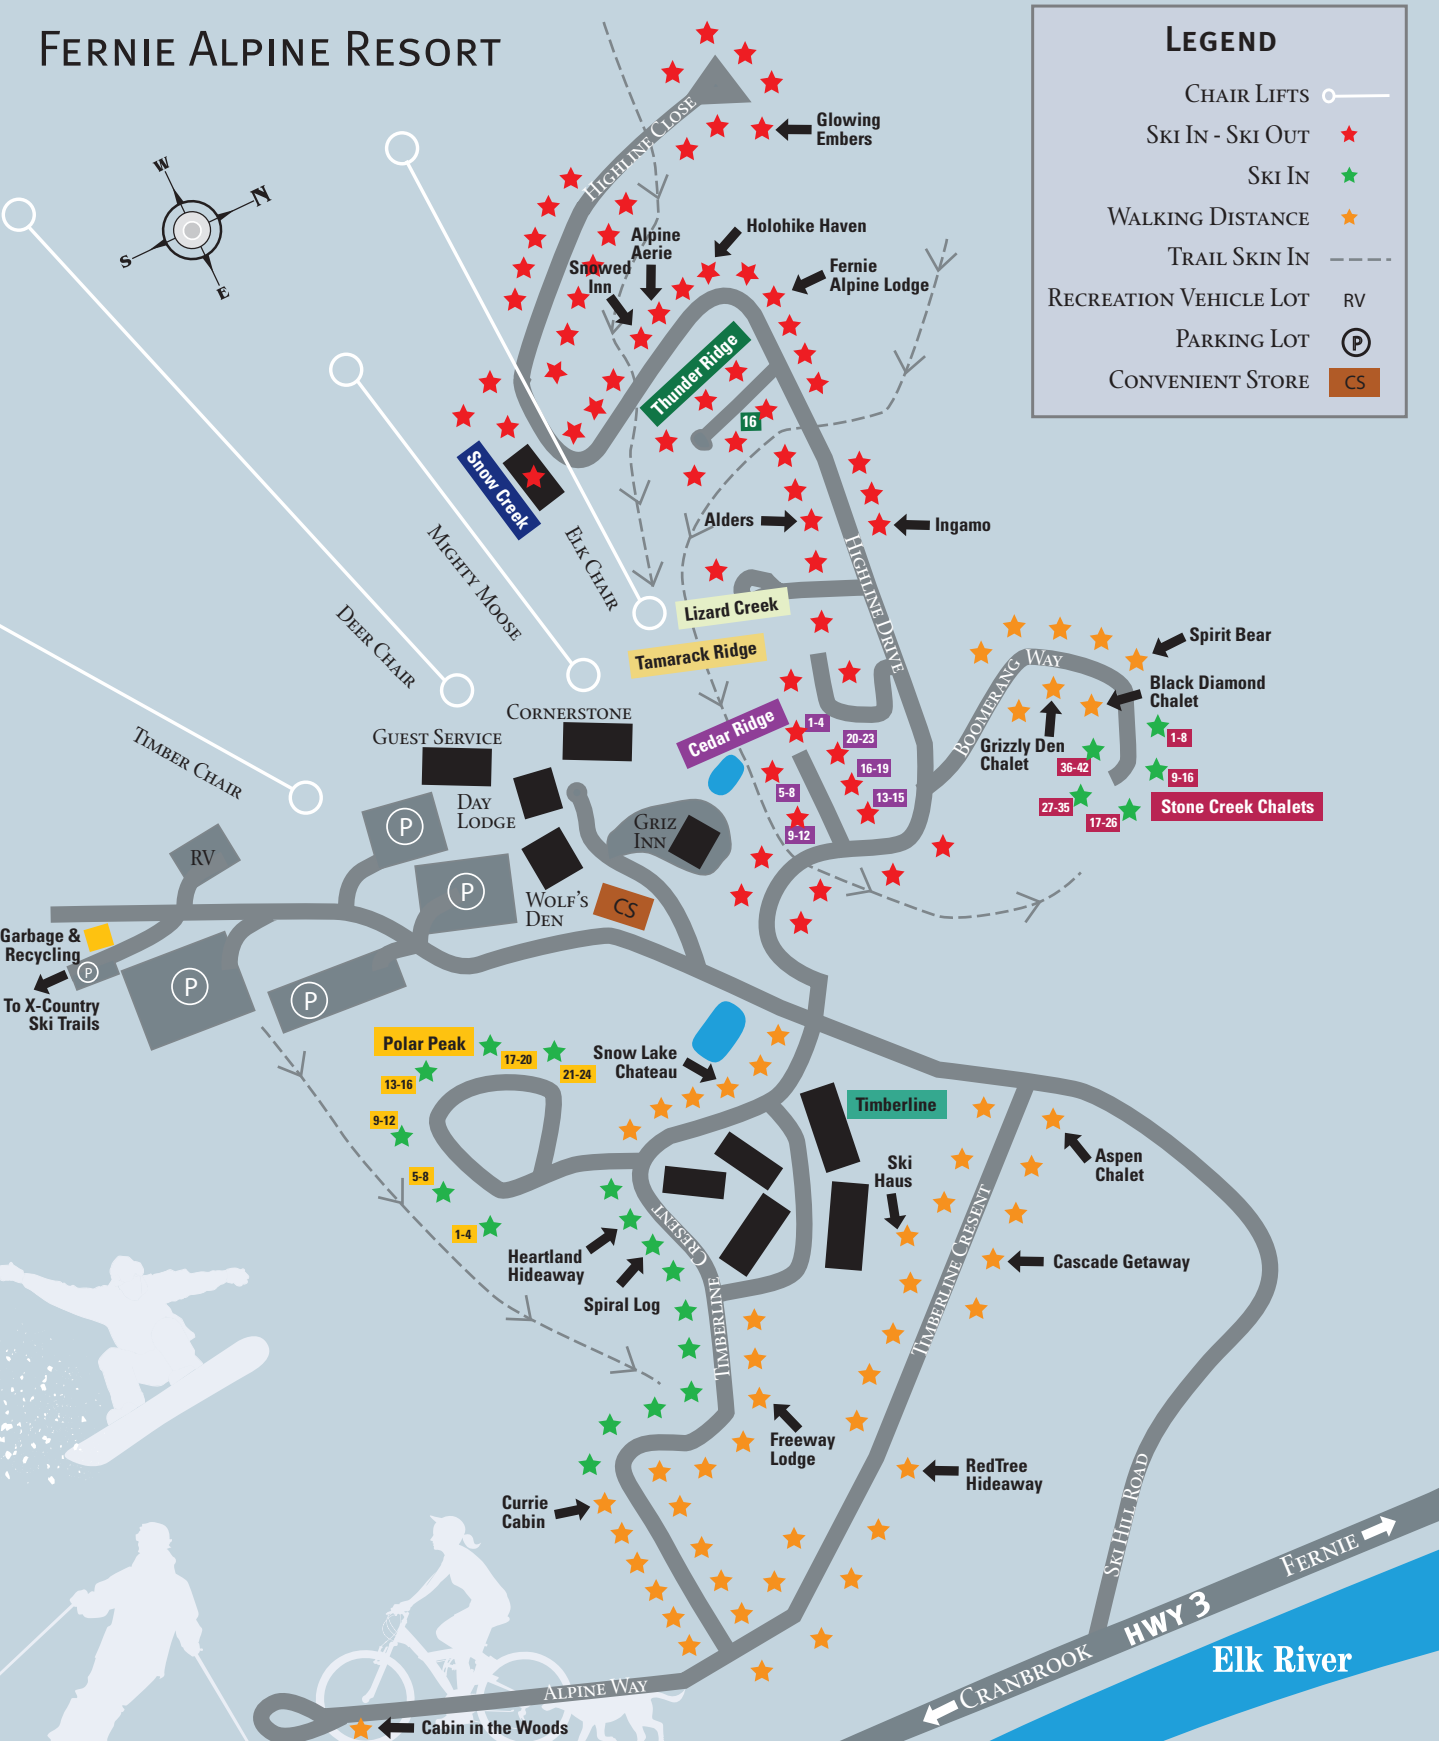 FERNIE ALPINE RESORT
LEGEND
CHAIR LIFTS
SKI IN - SKI OUT
SKI IN
WALKING DISTANCE
TRAIL SKIN IN
RECREATION VEHICLE LOT RV
PARKING LOT P
CONVENIENT STORE CS
W
N
S
E
HIGHLINE CLOSE
Glowing
Embers
Holohike Haven
Alpine
Aerie
Snowed
Inn
Fernie
Alpine Lodge
Thunder Ridge
16
Snow Creek
Alders
Ingamo
ELK CHAIR
MIGHTY MOOSE
DEER CHAIR
TIMBER CHAIR
HIGHLINE DRIVE
Lizard Creek
Tamarack Ridge
Cedar Ridge
1-4
20-23
16-19
5-8
13-15
9-12
BOOMERANG WAY
Spirit Bear
Black Diamond
Chalet
Grizzly Den
Chalet
1-8
36-42
9-16
27-35
17-26
Stone Creek Chalets
CORNERSTONE
GUEST SERVICE
DAY
LODGE
GRIZ
INN
WOLF'S
DEN
CS
RV
P
P
P
P
P
Garbage &
Recycling
To X-Country
Ski Trails
Polar Peak
17-20
21-24
13-16
9-12
5-8
1-4
Snow Lake
Chateau
Timberline
Ski
Haus
Aspen
Chalet
Heartland
Hideaway
Spiral Log
TIMBERLINE CRESENT
TIMBERLINE CRESENT
Cascade Getaway
Freeway
Lodge
RedTree
Hideaway
Currie
Cabin
SKI HILL ROAD
FERNIE
HWY 3
CRANBROOK
Elk River
ALPINE WAY
Cabin in the Woods